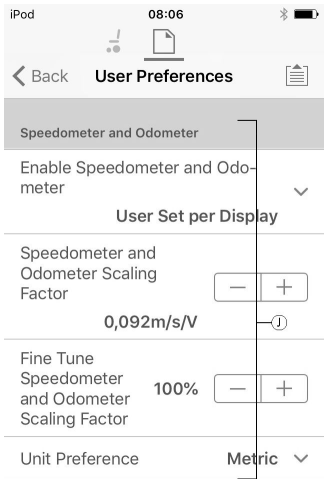 iPod 08:06
Back User Preferences
Speedometer and Odometer
Enable Speedometer and Odo-
meter
User Set per Display
Speedometer and
Odometer Scaling
Factor
0,092m/s/V
J
Fine Tune
Speedometer
and Odometer
Scaling Factor
100%
Unit Preference Metric